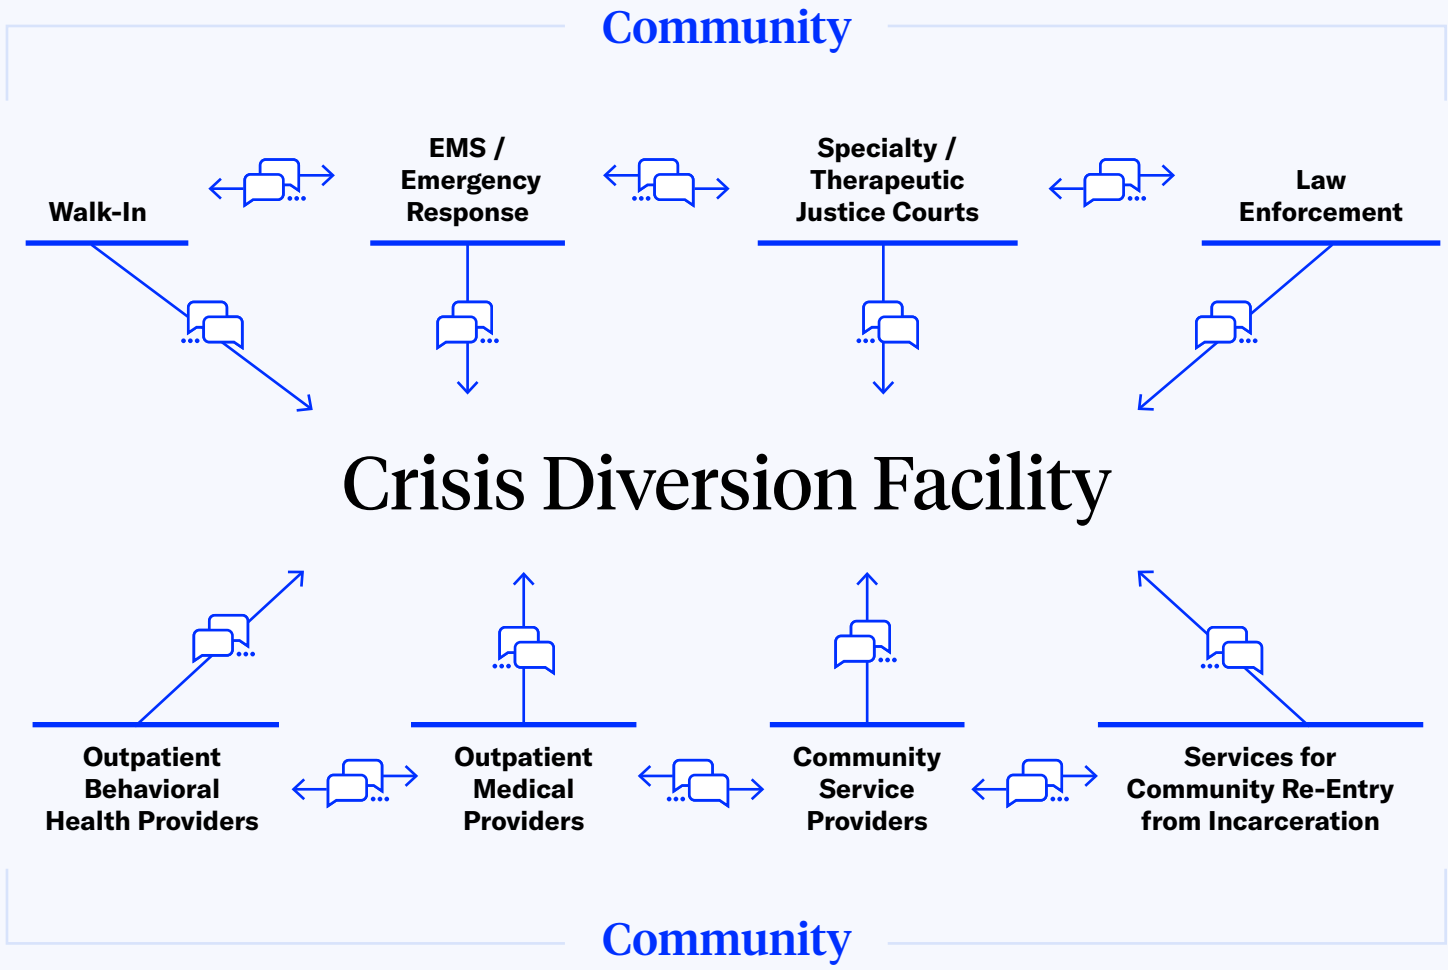 Community
Walk-In
EMS /
Emergency
Response
Specialty /
Therapeutic
Justice Courts
Law
Enforcement
Crisis Diversion Facility
Outpatient
Behavioral
Health Providers
Outpatient
Medical
Providers
Community
Service
Providers
Services for
Community Re-Entry
from Incarceration
Community